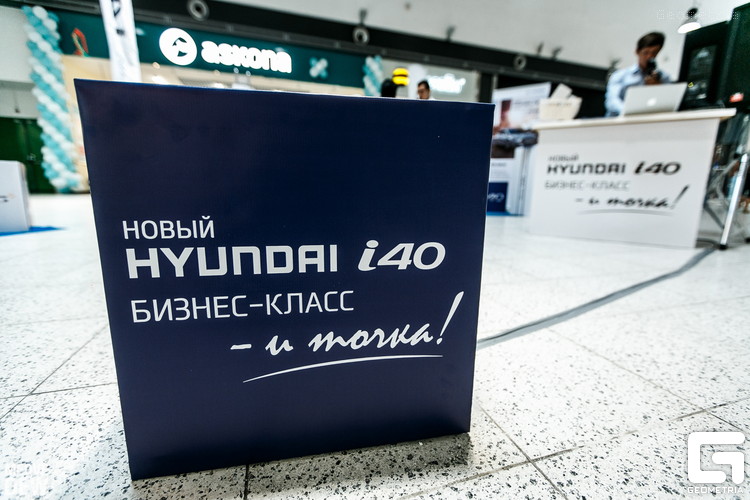 askona
НОВЫЙ
HYUNDAI i40
БИЗНЕС-КЛАСС
- и точка!
НОВЫЙ
HYUNDAI i40
БИЗНЕС-КЛАСС
- и точка!
GEOMETRIA